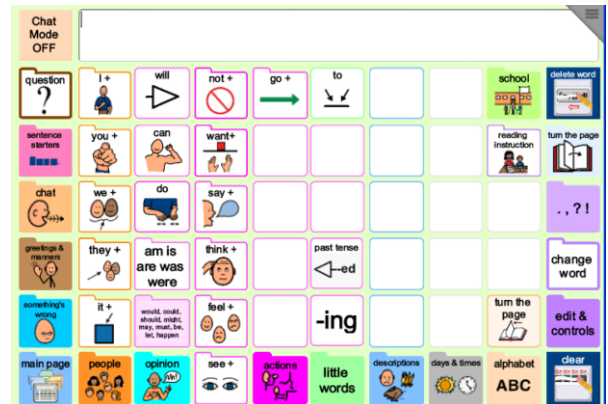 Chat
Mode
OFF
question
?
I +
will
not +
go +
to
school
delete word
sentence
starters
you +
can
want+
reading
instruction
turn the page
chat
we +
do
say +
. , ? !
greetings &
manners
they +
am is
are was
were
think +
past tense
--ed
change
word
something's
wrong
it +
would, could,
should, might,
may, must, be,
let, happen
feel +
-ing
turn the
page
edit &
controls
main page
people
opinion
see +
actions
little
words
descriptions
days & times
alphabet
ABC
clear